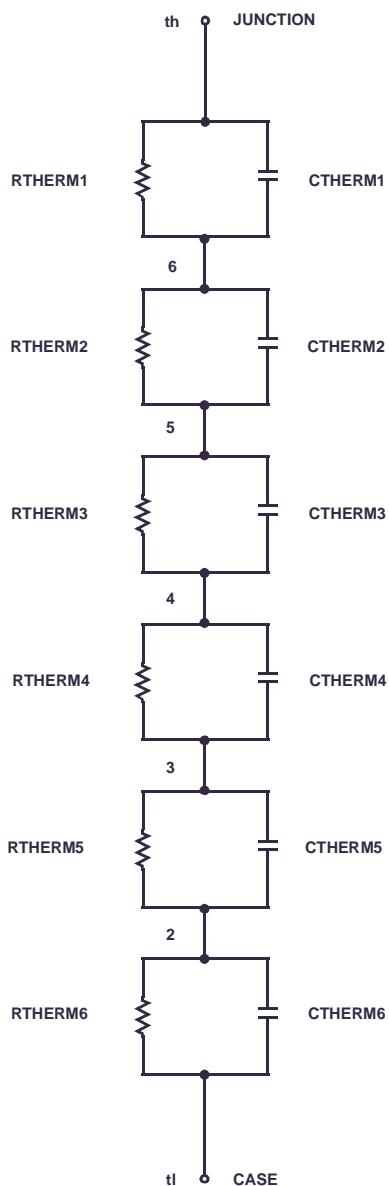 th JUNCTION
RTHERM1 CTHERM1
6
RTHERM2 CTHERM2
5
RTHERM3 CTHERM3
4
RTHERM4 CTHERM4
3
RTHERM5 CTHERM5
2
RTHERM6 CTHERM6
tl CASE